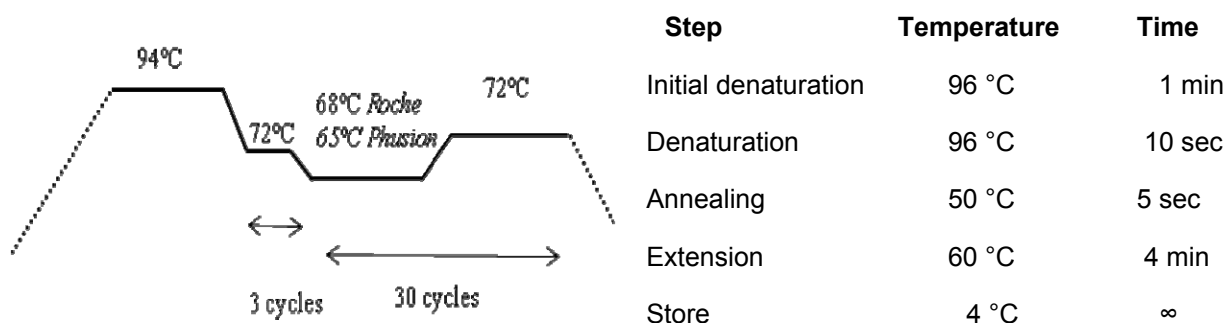 94°C
72°C
68°C Roche
65°C Phusion
72°C
3 cycles
30 cycles
Step Temperature Time
Initial denaturation 96 °C 1 min
Denaturation 96 °C 10 sec
Annealing 50 °C 5 sec
Extension 60 °C 4 min
Store 4 °C ∞